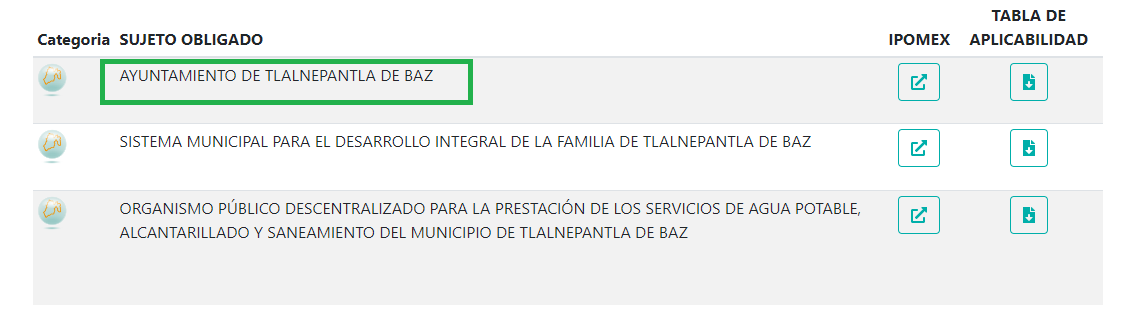 TABLA DE
Categoria SUJETO OBLIGADO IPOMEX APLICABILIDAD
AYUNTAMIENTO DE TLALNEPANTLA DE BAZ
SISTEMA MUNICIPAL PARA EL DESARROLLO INTEGRAL DE LA FAMILIA DE TLALNEPANTLA DE BAZ
ORGANISMO PÚBLICO DESCENTRALIZADO PARA LA PRESTACIÓN DE LOS SERVICIOS DE AGUA POTABLE,
ALCANTARILLADO Y SANEAMIENTO DEL MUNICIPIO DE TLALNEPANTLA DE BAZ